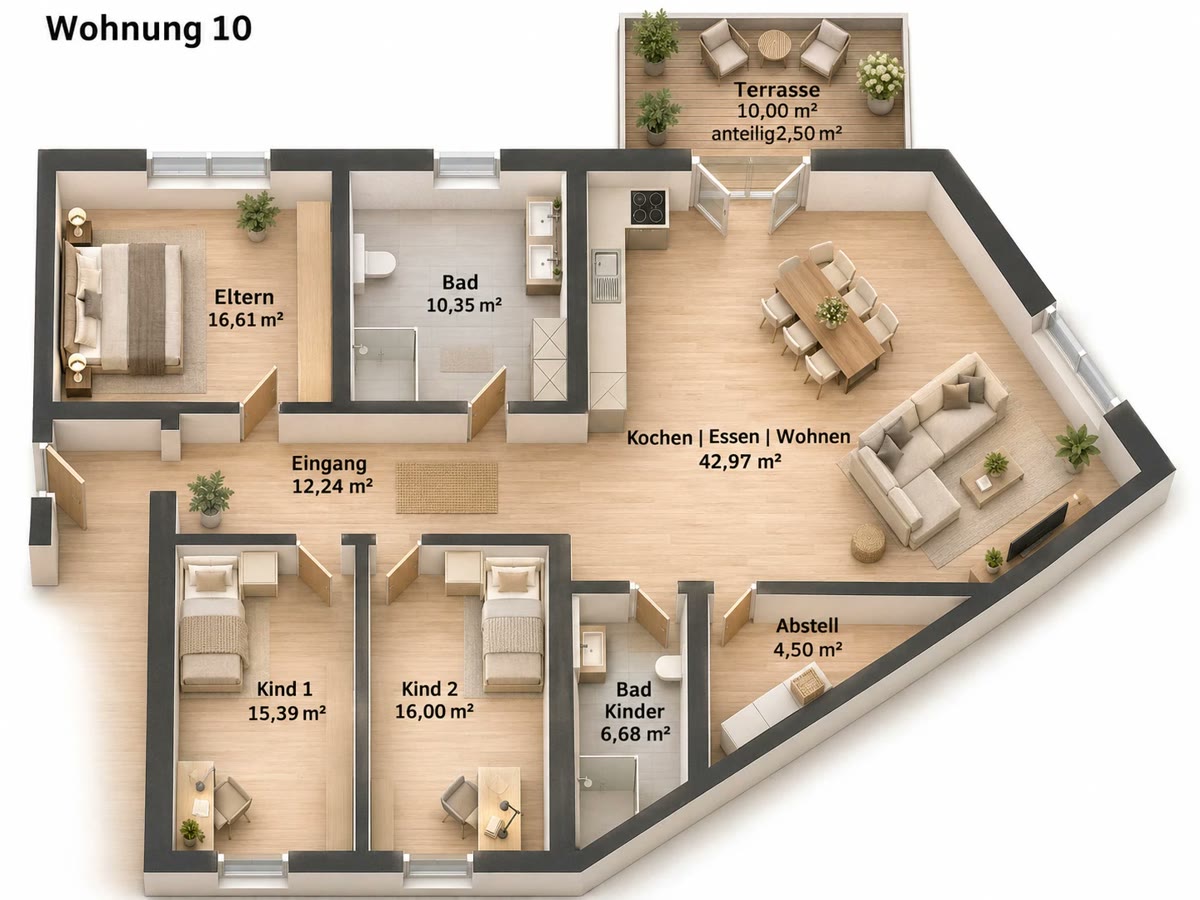 Wohnung 10
Terrasse
10,00 m²
anteilig2,50 m²
Eltern
16,61 m²
Bad
10,35 m²
Kochen | Essen | Wohnen
42,97 m²
Eingang
12,24 m²
Abstell
4,50 m²
Kind 1
15,39 m²
Kind 2
16,00 m²
Bad
Kinder
6,68 m²